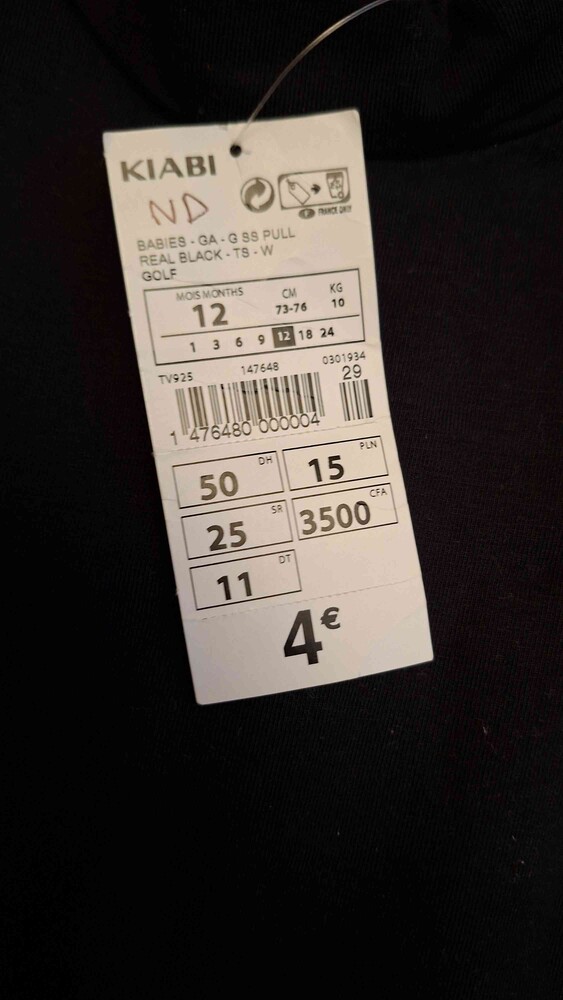 KIABI
ND
FRANCE ONLY
BABIES - GA - G SS PULL
REAL BLACK - TS - W
GOLF
MOIS MONTHS CM KG
12 73-76 10
1 3 6 9 12 18 24
TV925 147648 0301934
29
1 476480 000004
50 DH 15 PLN
25 SR 3500 CFA
11 DT
4€